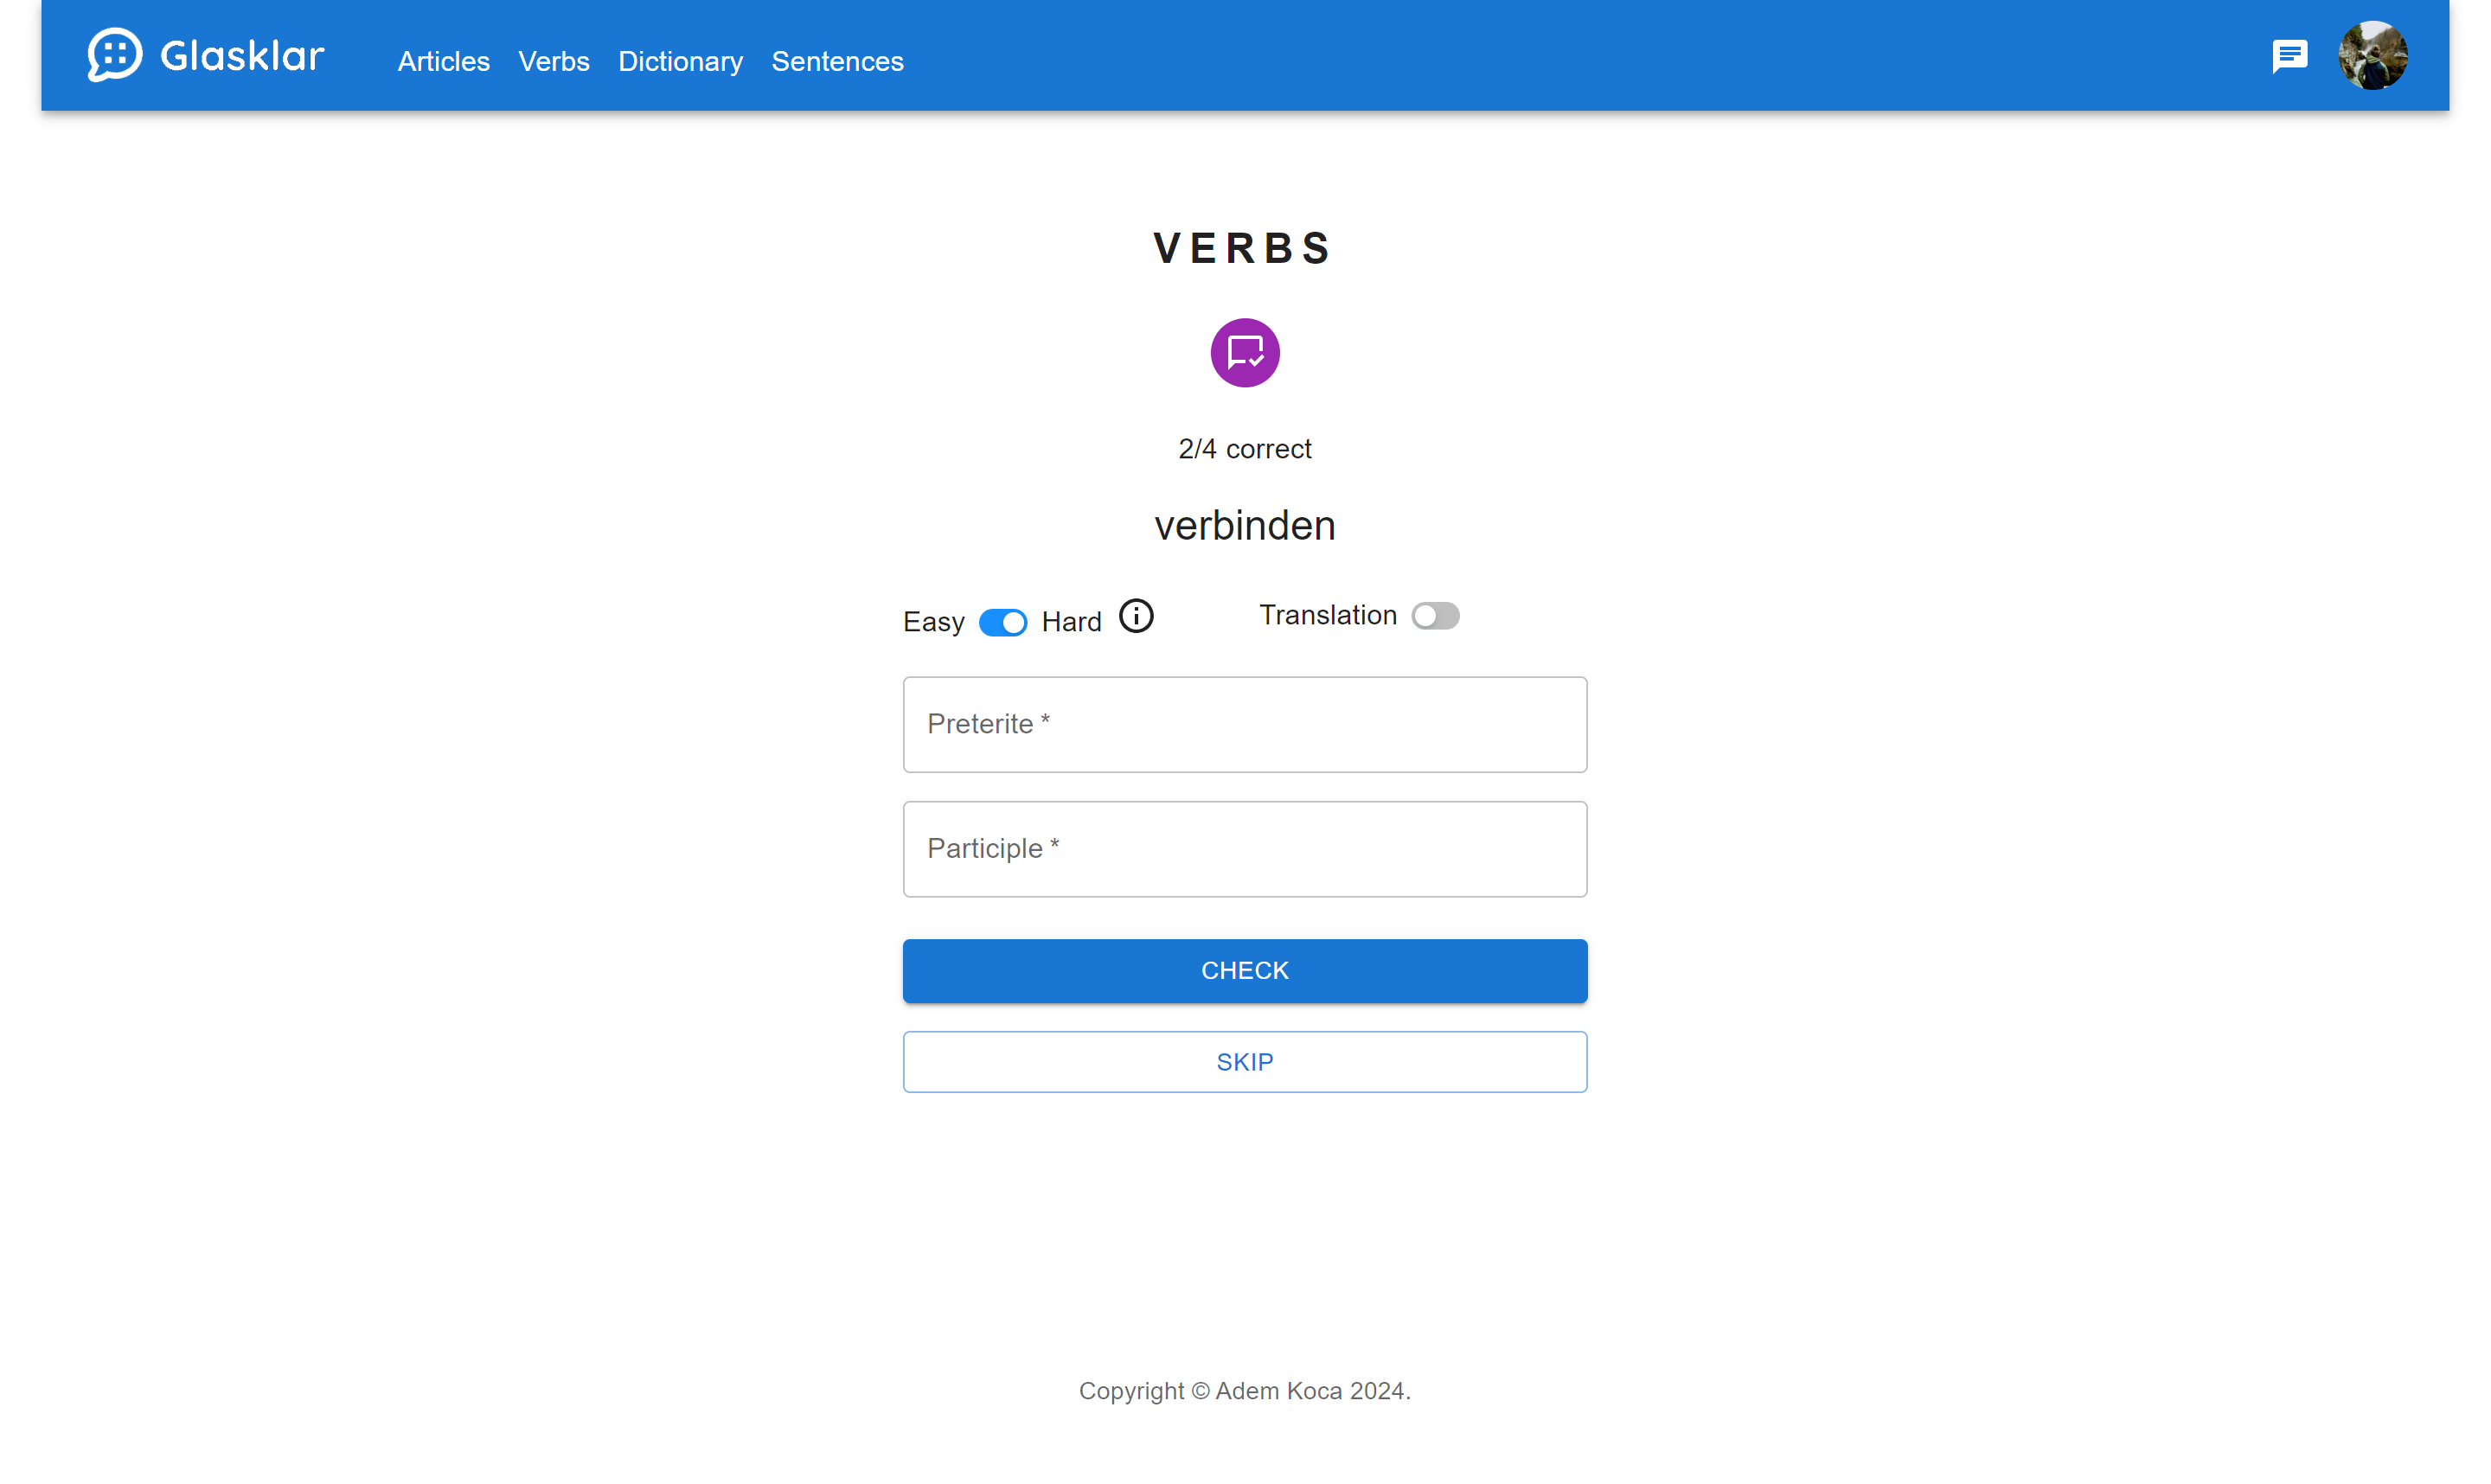 Glasklar
Articles Verbs Dictionary Sentences
VERBS
2/4 correct
verbinden
Easy Hard Translation
Preterite *
Participle *
CHECK
SKIP
Copyright © Adem Koca 2024.